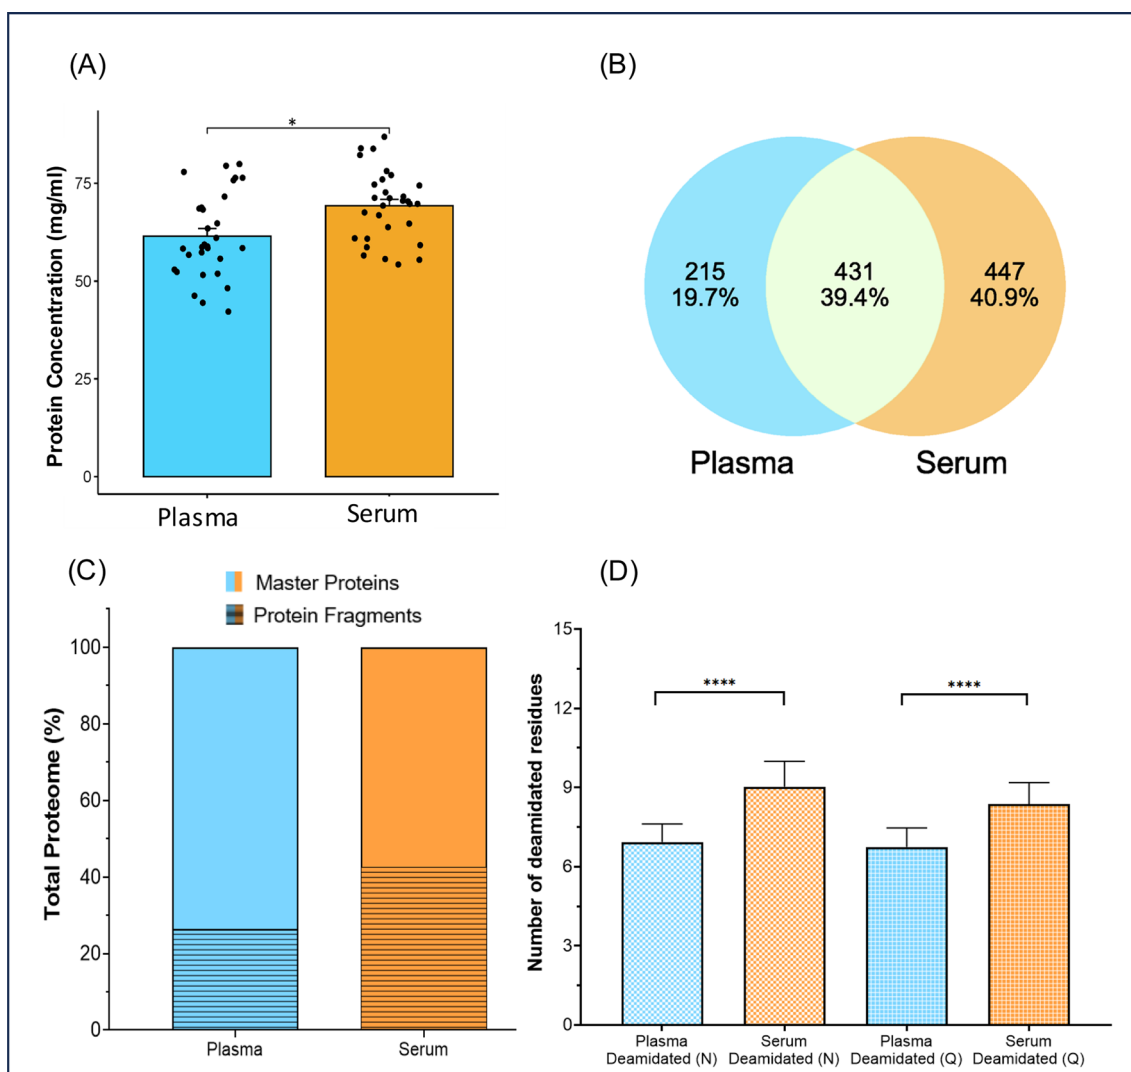 (A)
Protein Concentration (mg/ml)
75
50
25
0
*
Plasma
Serum
(B)
215
19.7%
431
39.4%
447
40.9%
Plasma
Serum
(C)
Master Proteins
Protein Fragments
Total Proteome (%)
100
80
60
40
20
0
Plasma
Serum
(D)
Number of deamidated residues
15
12
9
6
3
0
****
****
Plasma
Deamidated (N)
Serum
Deamidated (N)
Plasma
Deamidated (Q)
Serum
Deamidated (Q)